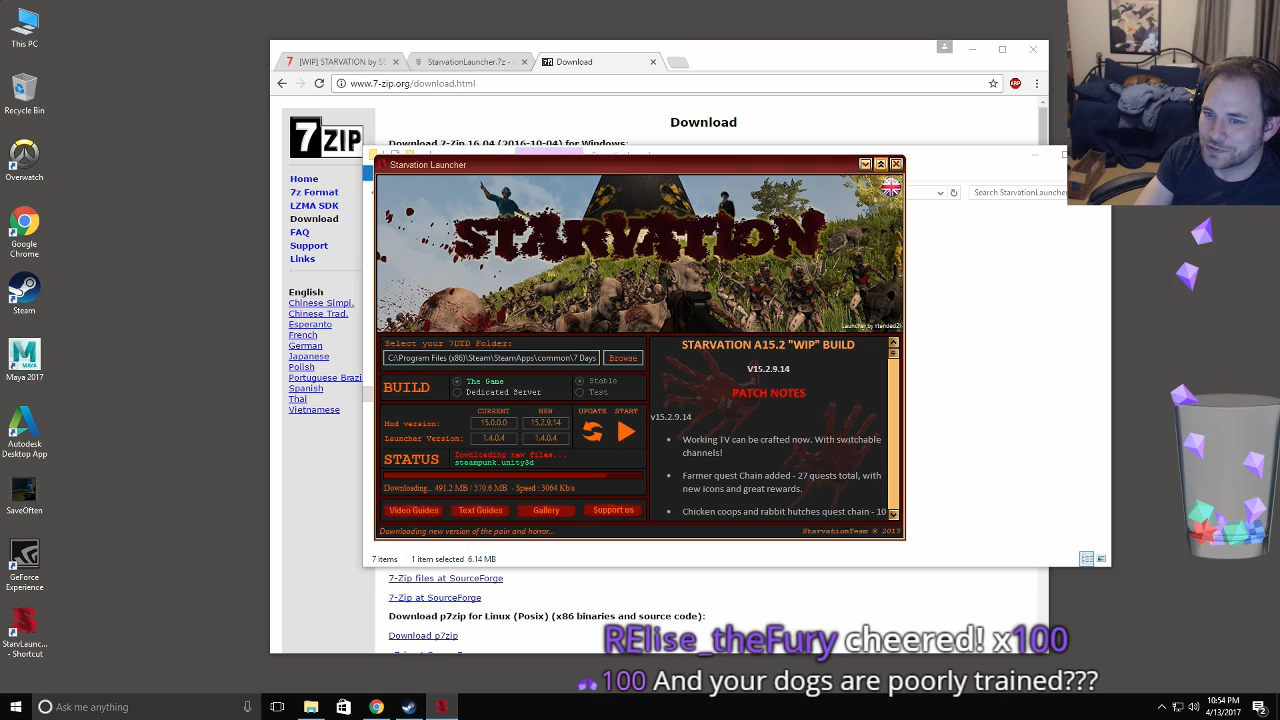 This PC
Recycle Bin
Overwatch
Google
Chrome
Steam
Maya 2017
Autodesk
Desktop App
SaveOften
GeForce
Experience
StarvLaunc...
- Shortcut
[WIP] STARVATION by
StarvationLauncher.7z -
Download
www.7-zip.org/download.html
ABP
7ZIP
Home
7z Format
LZMA SDK
Download
FAQ
Support
Links
English
Chinese Simpl.
Chinese Trad.
Esperanto
French
German
Japanese
Polish
Portuguese Brazi
Spanish
Thai
Vietnamese
Download
Download 7-Zip 16.04 (2016-10-04) for Windows:
Search StarvationLauncher
Starvation Launcher
STARVATION
Launcher by stended2i
Select your 7DTD Folder:
C:\Program Files (x86)\Steam\SteamApps\common\7 Days
Browse
BUILD
The Game
Dedicated Server
Stable
Test
CURRENT NEW UPDATE START
Mod version: 15.0.0.0 15.2.9.14
Launcher Version: 1.4.0.4 1.4.0.4
STATUS
Downloading new files...
steampunk.unity3d
Downloading... 491.2 MB / 570.6 MB - Speed : 3064 Kb/s
Video Guides
Text Guides
Gallery
Support us
Downloading new version of the pain and horror...
StarvationTeam © 2017
STARVATION A15.2 "WIP" BUILD
V15.2.9.14
PATCH NOTES
v15.2.9.14
• Working TV can be crafted now. With switchable
channels!
• Farmer quest Chain added - 27 quests total, with
new icons and great rewards.
• Chicken coops and rabbit hutches quest chain - 10
7 items 1 item selected 6.14 MB
7-Zip files at SourceForge
7-Zip at SourceForge
Download p7zip for Linux (Posix) (x86 binaries and source code):
Download p7zip
RElise_theFury cheered! x100
100 And your dogs are poorly trained???
Ask me anything
10:54 PM
4/13/2017
2